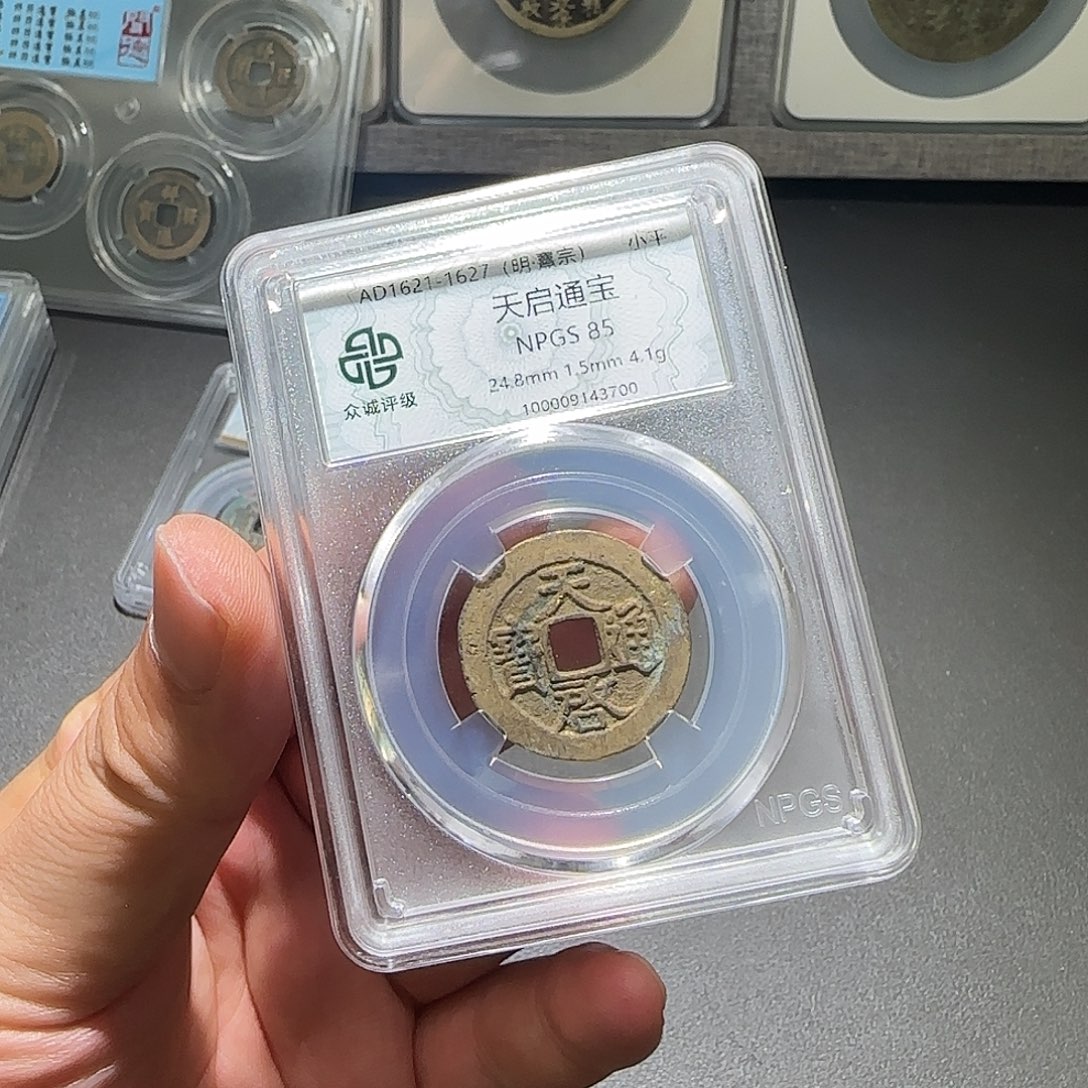 AD1621-1627 (明·熹宗) 小平
天启通宝
NPGS 85
24.8mm 1.5mm 4.1g
100009143700
众诚评级
天啓通寶
NPGS